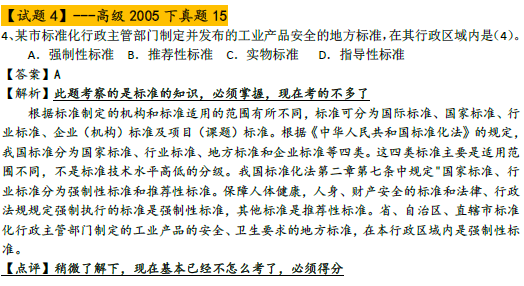 【试题4】---高级 2005 下真题 15
4、某市标准化行政主管部门制定并发布的工业产品安全的地方标准，在其行政区域内是(4)。
A. 强制性标准 B. 推荐性标准 C. 实物标准 D. 指导性标准
【答案】A
【解析】此题考察的是标准的知识，必须掌握，现在考的不多了
根据标准制定的机构和标准适用的范围有所不同，标准可分为国际标准、国家标准、行
业标准、企业（机构）标准及项目（课题）标准。根据《中华人民共和国标准化法》的规定，
我国标准分为国家标准、行业标准、地方标准和企业标准等四类。这四类标准主要是适用范
围不同，不是标准技术水平高低的分级。我国标准化法第二章第七条中规定"国家标准、行
业标准分为强制性标准和推荐性标准。保障人体健康，人身、财产安全的标准和法律、行政
法规规定强制执行的标准是强制性标准，其他标准是推荐性标准。省、自治区、直辖市标准
化行政主管部门制定的工业产品的安全、卫生要求的地方标准，在本行政区域内是强制性标
准。
【点评】稍微了解下，现在基本已经不怎么考了，必须得分